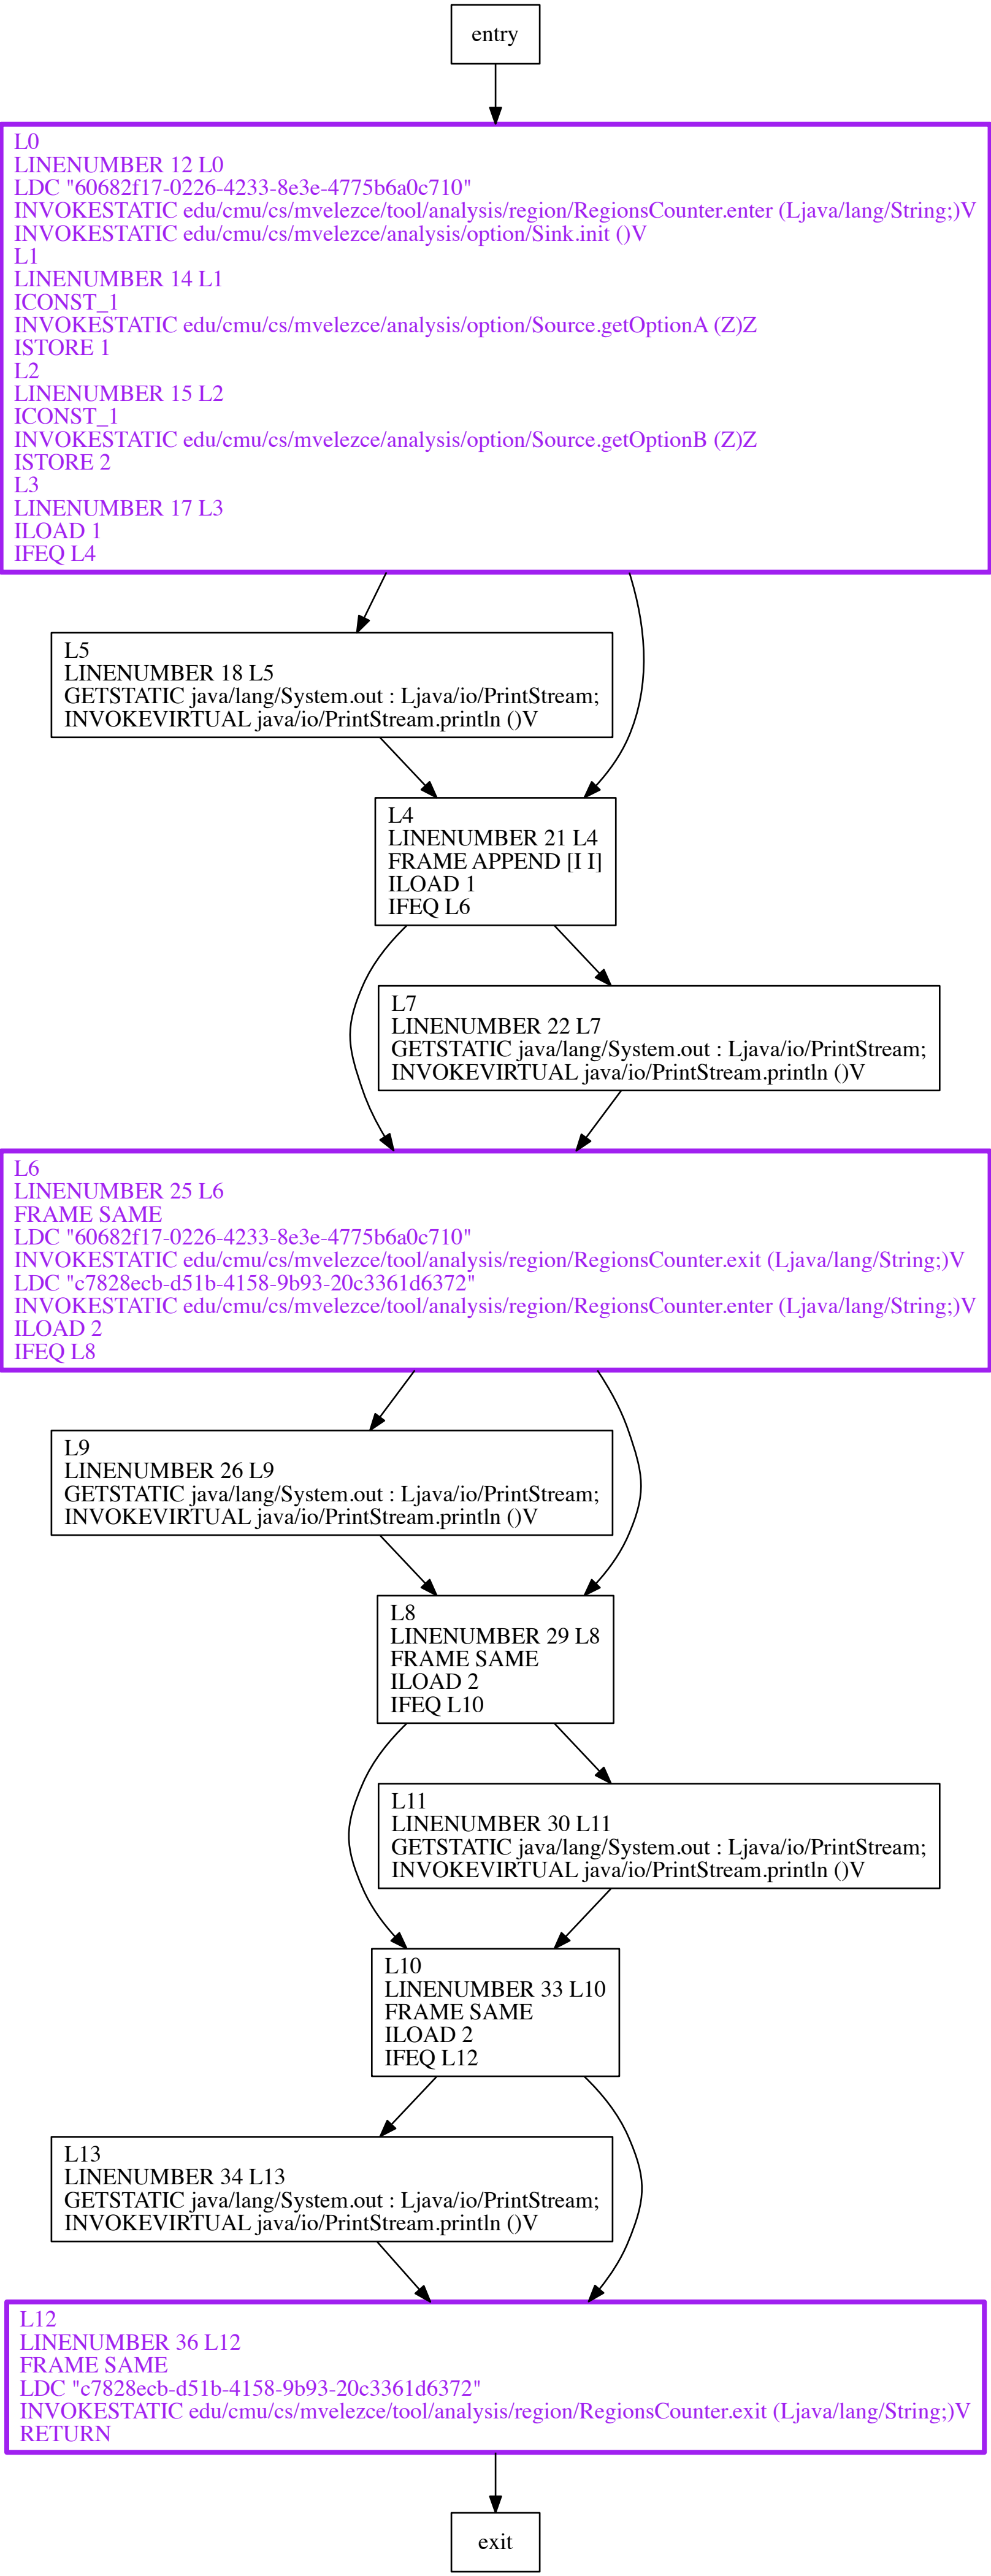 entry
L0
LINENUMBER 12 L0
LDC "60682f17-0226-4233-8e3e-4775b6a0c710"
INVOKESTATIC edu/cmu/cs/mvelezce/tool/analysis/region/RegionsCounter.enter (Ljava/lang/String;)V
INVOKESTATIC edu/cmu/cs/mvelezce/analysis/option/Sink.init ()V
L1
LINENUMBER 14 L1
ICONST_1
INVOKESTATIC edu/cmu/cs/mvelezce/analysis/option/Source.getOptionA (Z)Z
ISTORE 1
L2
LINENUMBER 15 L2
ICONST_1
INVOKESTATIC edu/cmu/cs/mvelezce/analysis/option/Source.getOptionB (Z)Z
ISTORE 2
L3
LINENUMBER 17 L3
ILOAD 1
IFEQ L4
L5
LINENUMBER 18 L5
GETSTATIC java/lang/System.out : Ljava/io/PrintStream;
INVOKEVIRTUAL java/io/PrintStream.println ()V
L4
LINENUMBER 21 L4
FRAME APPEND [I I]
ILOAD 1
IFEQ L6
L7
LINENUMBER 22 L7
GETSTATIC java/lang/System.out : Ljava/io/PrintStream;
INVOKEVIRTUAL java/io/PrintStream.println ()V
L6
LINENUMBER 25 L6
FRAME SAME
LDC "60682f17-0226-4233-8e3e-4775b6a0c710"
INVOKESTATIC edu/cmu/cs/mvelezce/tool/analysis/region/RegionsCounter.exit (Ljava/lang/String;)V
LDC "c7828ecb-d51b-4158-9b93-20c3361d6372"
INVOKESTATIC edu/cmu/cs/mvelezce/tool/analysis/region/RegionsCounter.enter (Ljava/lang/String;)V
ILOAD 2
IFEQ L8
L9
LINENUMBER 26 L9
GETSTATIC java/lang/System.out : Ljava/io/PrintStream;
INVOKEVIRTUAL java/io/PrintStream.println ()V
L8
LINENUMBER 29 L8
FRAME SAME
ILOAD 2
IFEQ L10
L11
LINENUMBER 30 L11
GETSTATIC java/lang/System.out : Ljava/io/PrintStream;
INVOKEVIRTUAL java/io/PrintStream.println ()V
L10
LINENUMBER 33 L10
FRAME SAME
ILOAD 2
IFEQ L12
L13
LINENUMBER 34 L13
GETSTATIC java/lang/System.out : Ljava/io/PrintStream;
INVOKEVIRTUAL java/io/PrintStream.println ()V
L12
LINENUMBER 36 L12
FRAME SAME
LDC "c7828ecb-d51b-4158-9b93-20c3361d6372"
INVOKESTATIC edu/cmu/cs/mvelezce/tool/analysis/region/RegionsCounter.exit (Ljava/lang/String;)V
RETURN
exit